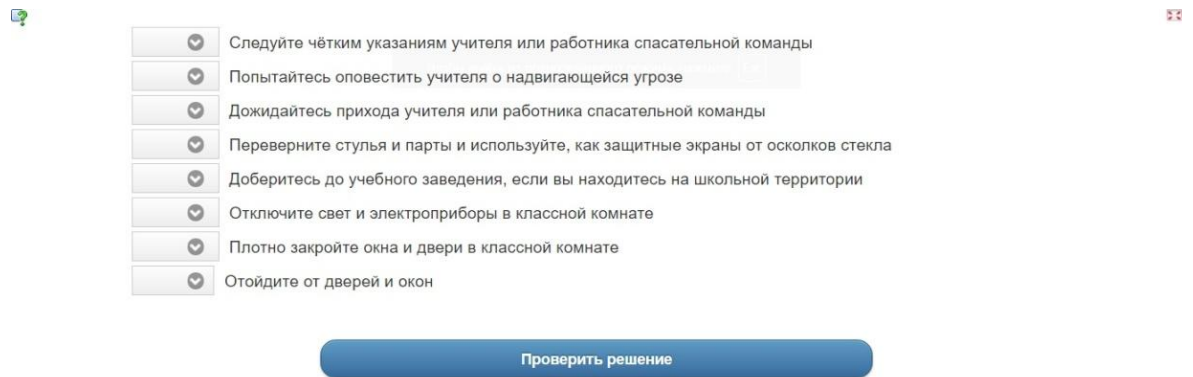 Следуйте чётким указаниям учителя или работника спасательной команды
Попытайтесь оповестить учителя о надвигающейся угрозе
Дожидайтесь прихода учителя или работника спасательной команды
Переверните стулья и парты и используйте, как защитные экраны от осколков стекла
Доберитесь до учебного заведения, если вы находитесь на школьной территории
Отключите свет и электроприборы в классной комнате
Плотно закройте окна и двери в классной комнате
Отойдите от дверей и окон
Проверить решение